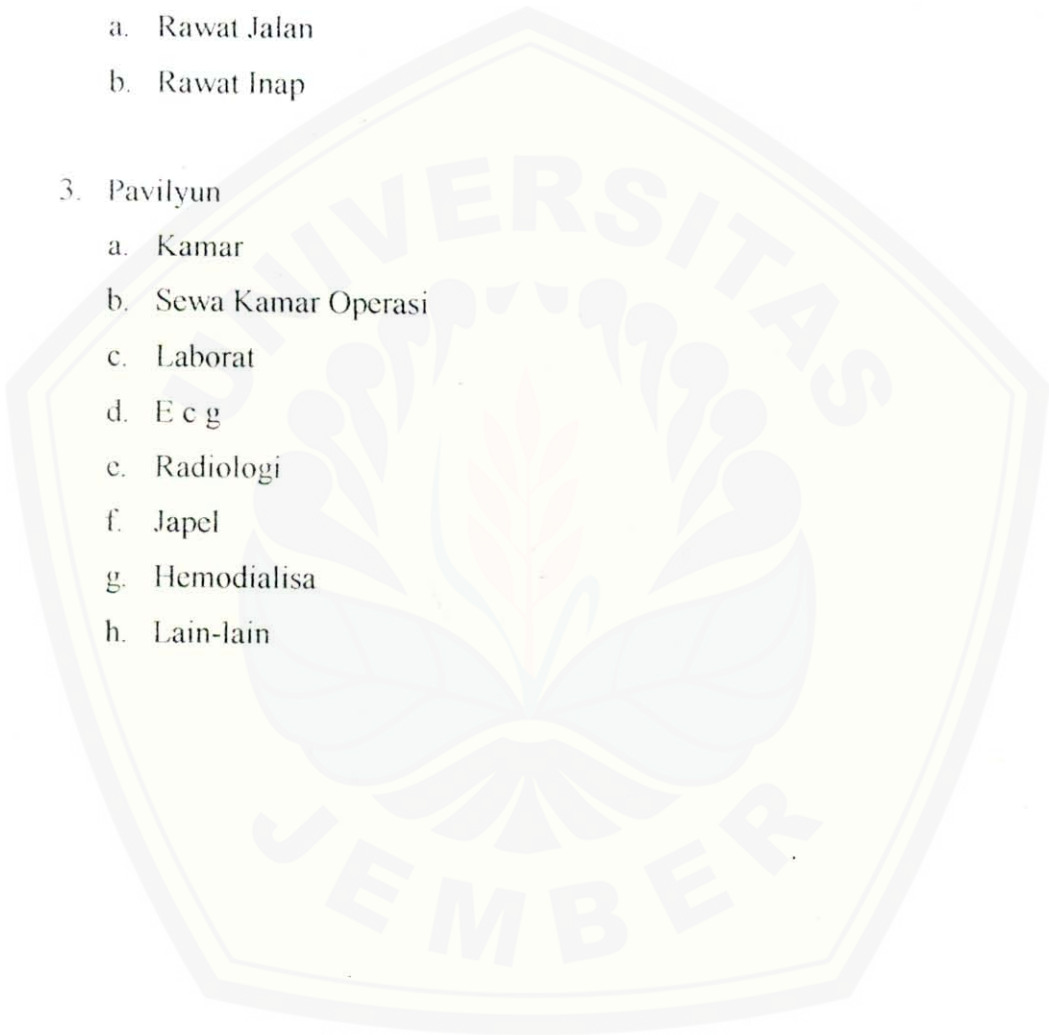 a. Rawat Jalan
b. Rawat Inap
3. Pavilyun
a. Kamar
b. Sewa Kamar Operasi
c. Laborat
d. E c g
e. Radiologi
f. Japel
g. Hemodialisa
h. Lain-lain
UNIVERSITAS
JEMBER